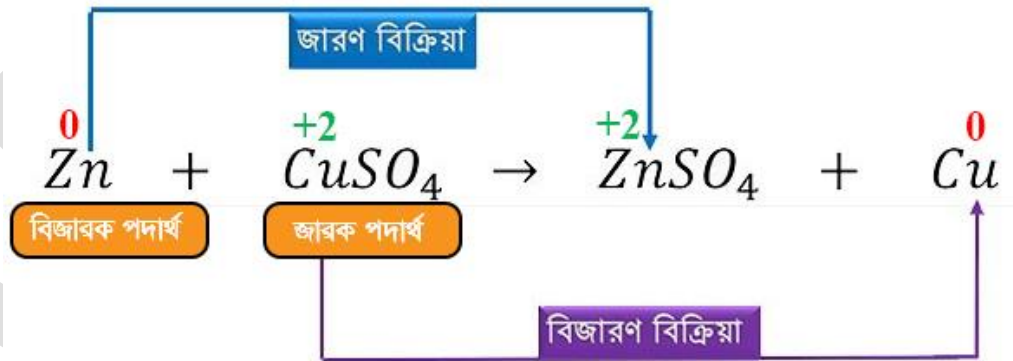 জারণ বিক্রিয়া
0 +2 +2 0
Zn + CuSO₄ → ZnSO₄ + Cu
বিজারক পদার্থ জারক পদার্থ
বিজারণ বিক্রিয়া